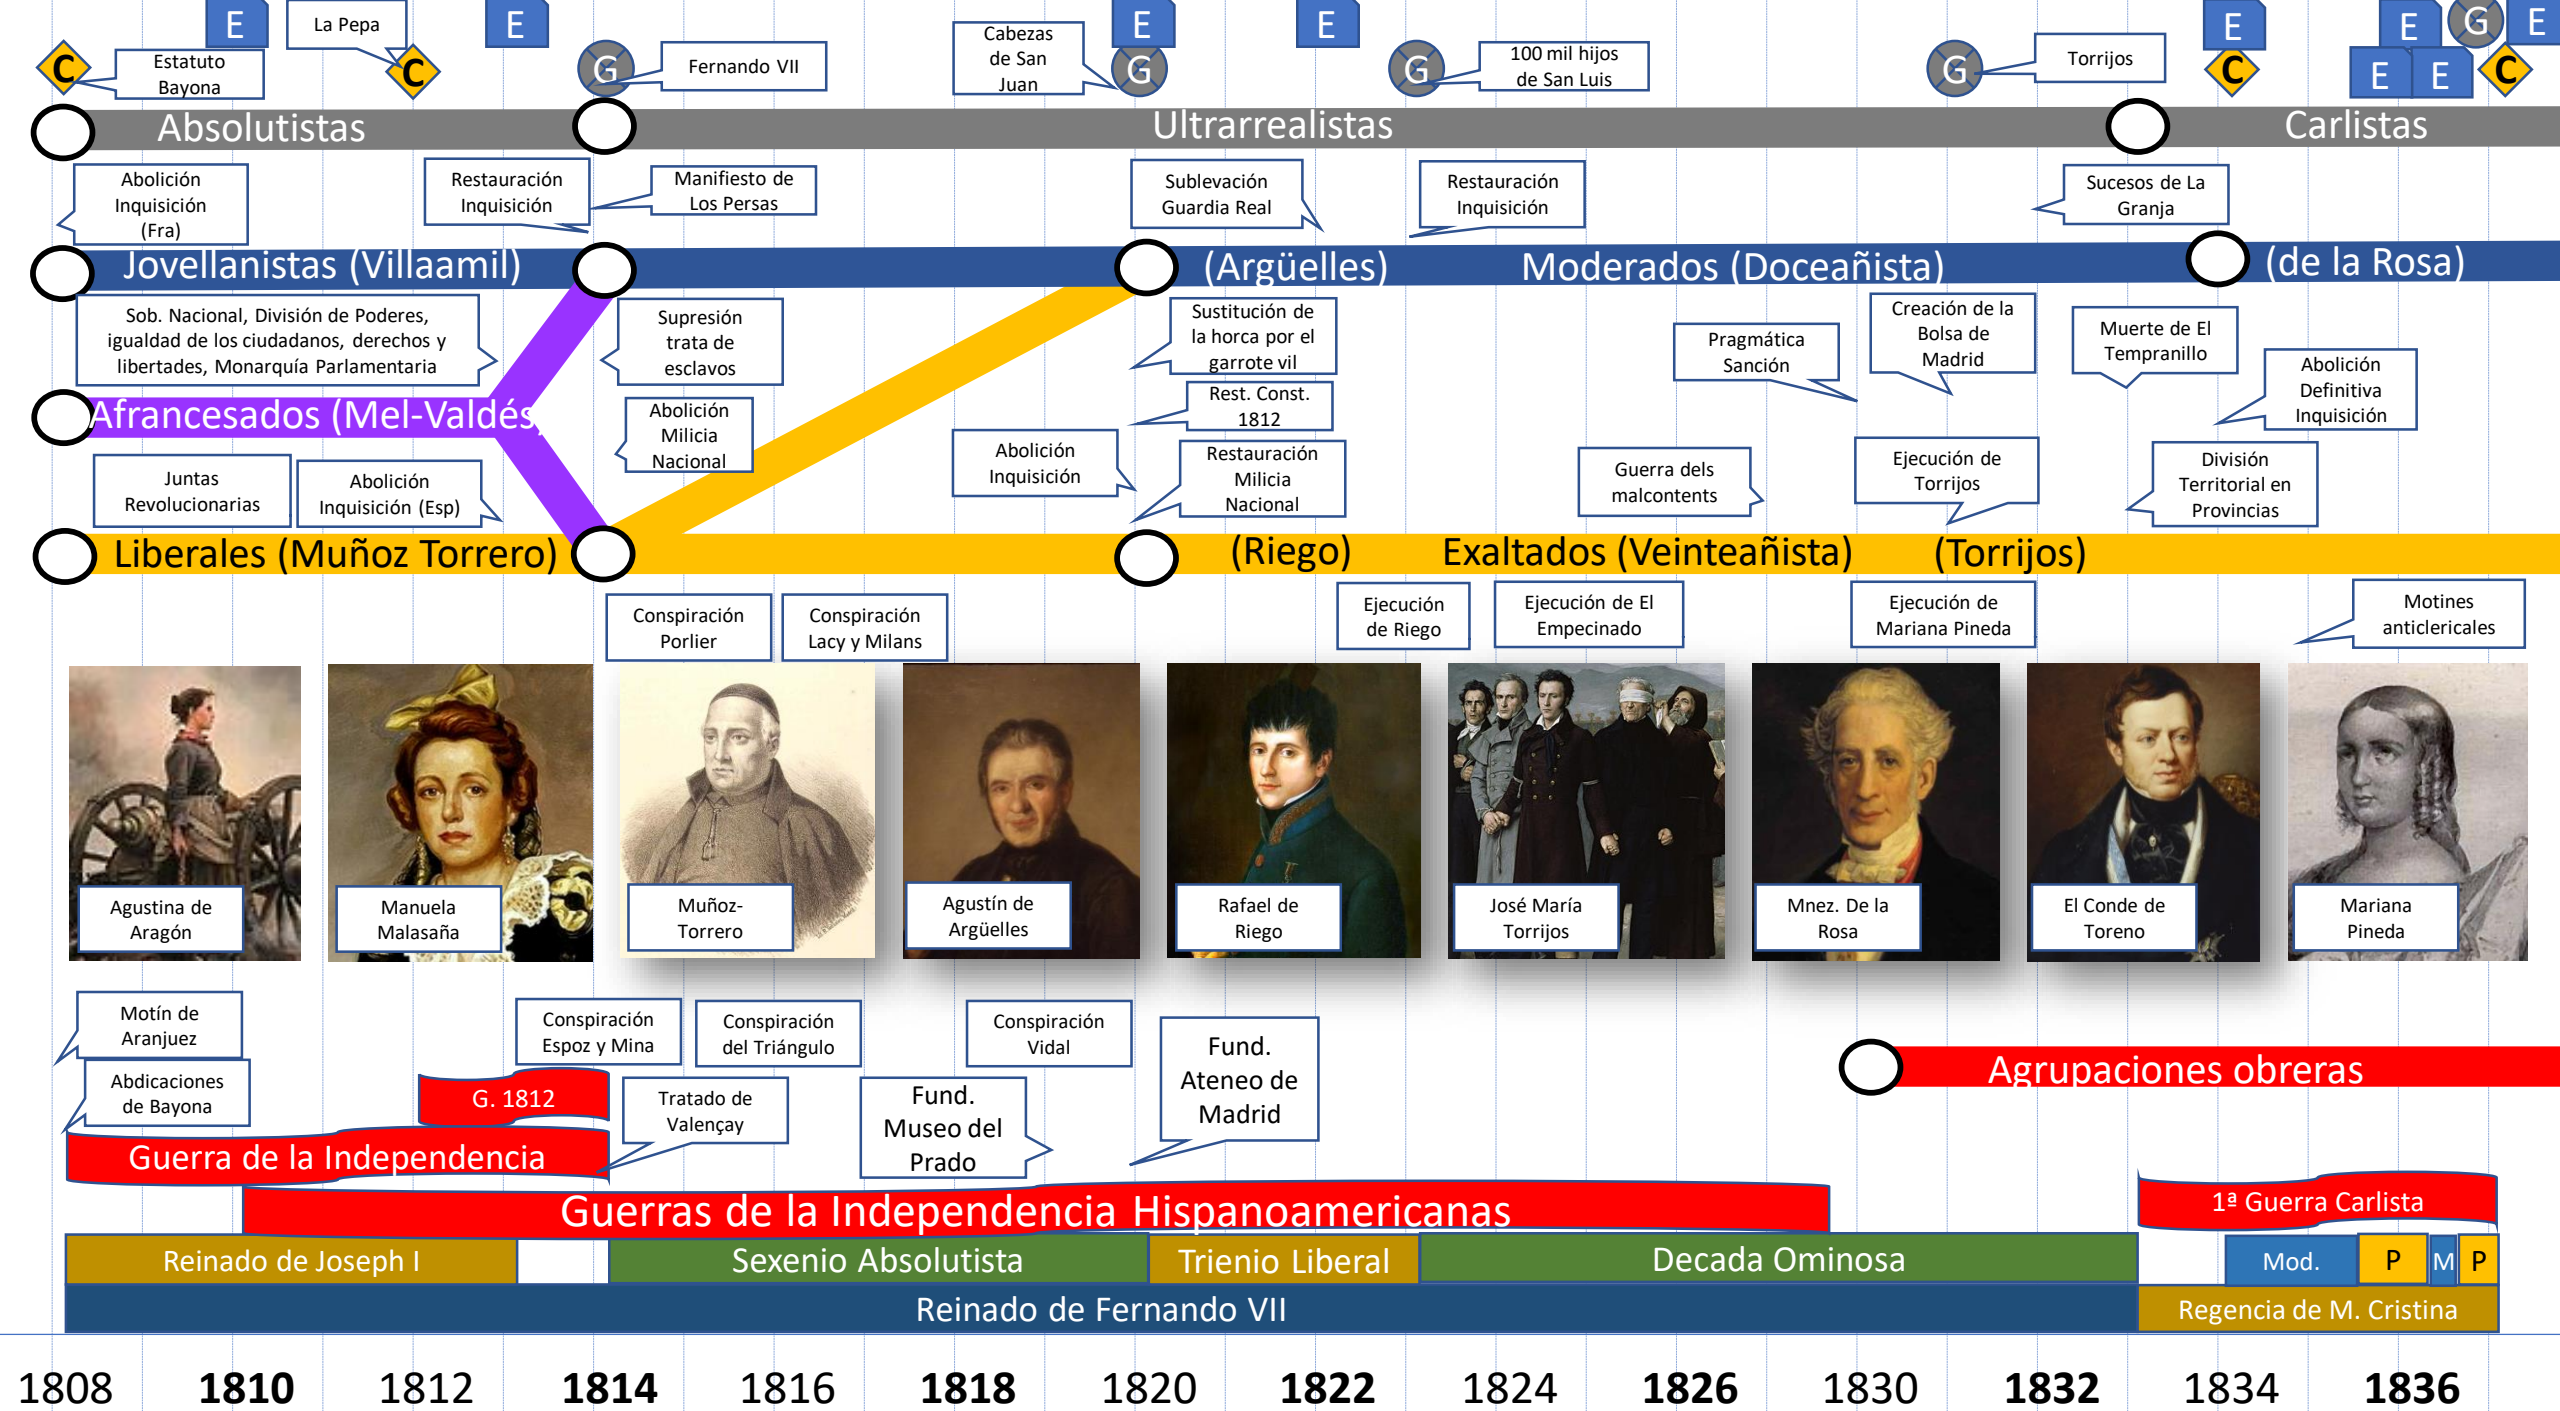 E
La Pepa
E
Cabezas
de San
Juan
E
E
E
E
G
E
C
Estatuto
Bayona
C
G
Fernando VII
G
G
100 mil hijos
de San Luis
G
Torrijos
C
E
E
C
Absolutistas
Ultrarrealistas
Carlistas
Abolición
Inquisición
(Fra)
Restauración
Inquisición
Manifiesto de
Los Persas
Sublevación
Guardia Real
Restauración
Inquisición
Sucesos de La
Granja
Jovellanistas (Villaamil)
(Argüelles)
Moderados (Doceañista)
(de la Rosa)
Sob. Nacional, División de Poderes,
igualdad de los ciudadanos, derechos y
libertades, Monarquía Parlamentaria
Supresión
trata de
esclavos
Sustitución de
la horca por el
garrote vil
Pragmática
Sanción
Creación de la
Bolsa de
Madrid
Muerte de El
Tempranillo
Abolición
Definitiva
Inquisición
Afrancesados (Mel-Valdés)
Abolición
Milicia
Nacional
Rest. Const.
1812
Juntas
Revolucionarias
Abolición
Inquisición (Esp)
Abolición
Inquisición
Restauración
Milicia
Nacional
Guerra dels
malcontents
Ejecución de
Torrijos
División
Territorial en
Provincias
Liberales (Muñoz Torrero)
(Riego)
Exaltados (Veinteañista)
(Torrijos)
Conspiración
Porlier
Conspiración
Lacy y Milans
Ejecución
de Riego
Ejecución de El
Empecinado
Ejecución de
Mariana Pineda
Motines
anticlericales
Agustina de
Aragón
Manuela
Malasaña
Muñoz-
Torrero
Agustín de
Argüelles
Rafael de
Riego
José María
Torrijos
Mnez. De la
Rosa
El Conde de
Toreno
Mariana
Pineda
Motín de
Aranjuez
Conspiración
Espoz y Mina
Conspiración
del Triángulo
Conspiración
Vidal
Fund.
Ateneo de
Madrid
Agrupaciones obreras
Abdicaciones
de Bayona
G. 1812
Tratado de
Valençay
Fund.
Museo del
Prado
Guerra de la Independencia
Guerras de la Independencia Hispanoamericanas
1ª Guerra Carlista
Reinado de Joseph I
Sexenio Absolutista
Trienio Liberal
Decada Ominosa
Mod.
P
M
P
Reinado de Fernando VII
Regencia de M. Cristina
1808
1810
1812
1814
1816
1818
1820
1822
1824
1826
1830
1832
1834
1836